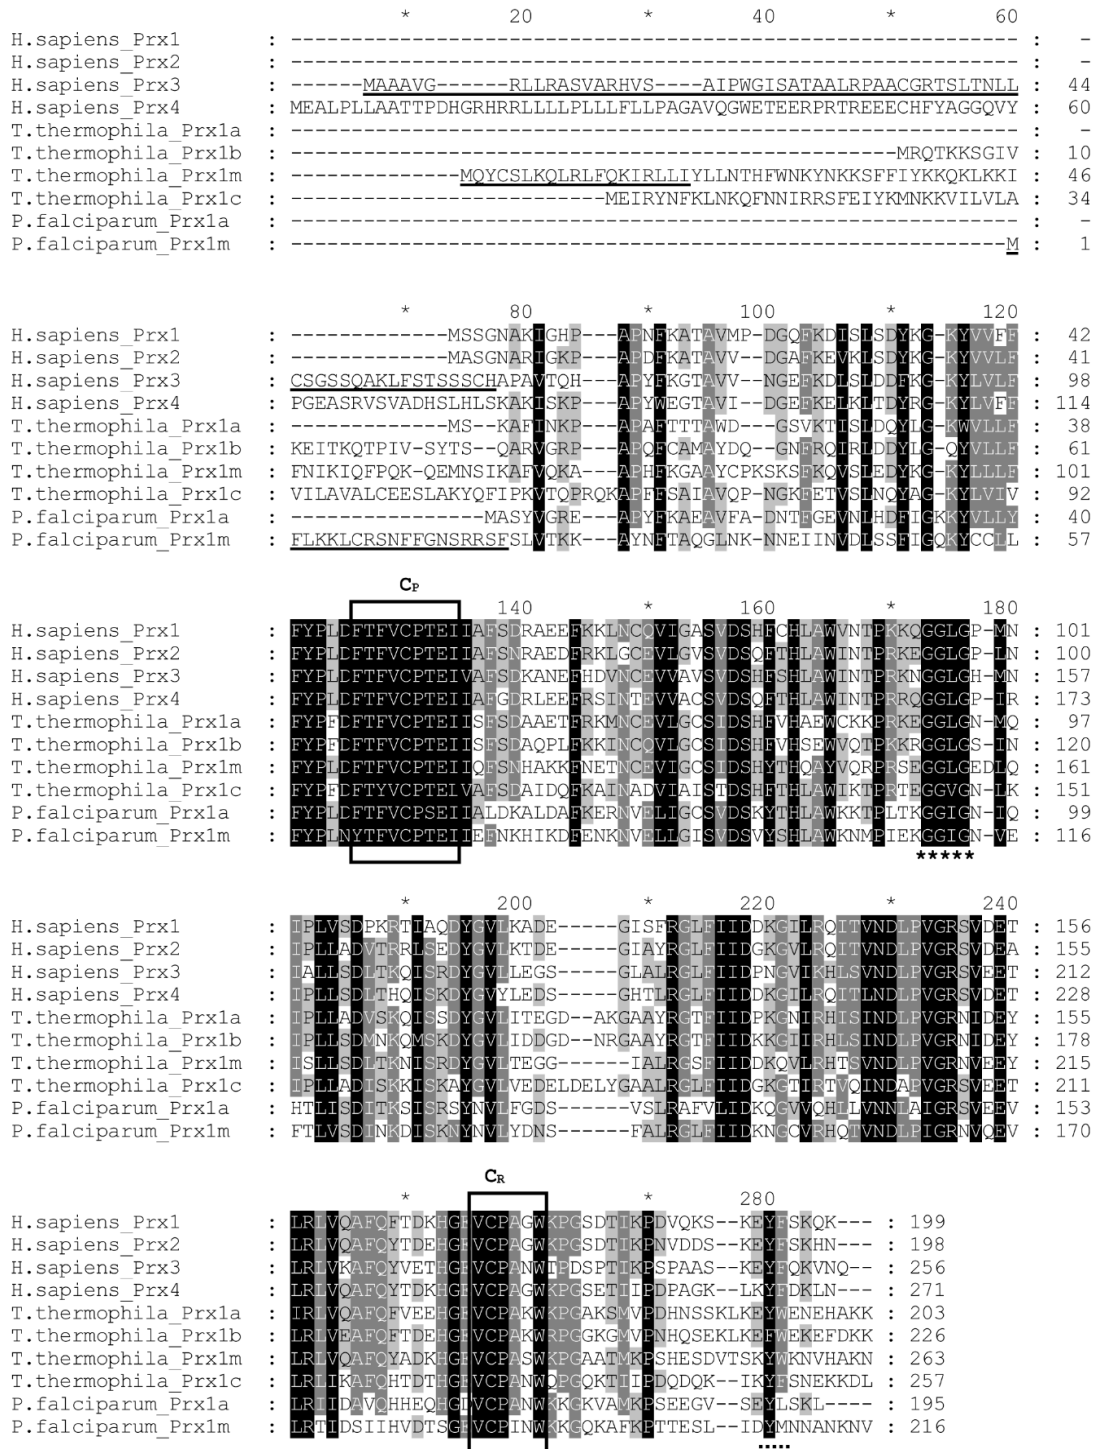 * 20 * 40 * 60
H.sapiens_Prx1 : ------------------------------------------------------------ : -
H.sapiens_Prx2 : ------------------------------------------------------------ : -
H.sapiens_Prx3 : ------MAAAVG------RLLRASVARHVS----AIPWGISATAALRPAACGRTSLTNLL : 44
H.sapiens_Prx4 : MEALPLLAATTPDHGRHRRLLLLPLLLFLLPAGAVQGWETEERPRTREEECHFYAGGQVY : 60
T.thermophila_Prx1a : ------------------------------------------------------------ : -
T.thermophila_Prx1b : --------------------------------------------------MRQTKKSGIV : 10
T.thermophila_Prx1m : --------------MQYCSLKQLRLFQKIRLLIYLLNTHFWNKYNKKSFFIYKKQKLKKI : 46
T.thermophila_Prx1c : --------------------------MEIRYNFKLNKQFNNIRRSFEIYKMNKKVILVLA : 34
P.falciparum_Prx1a : ------------------------------------------------------------ : -
P.falciparum_Prx1m : -----------------------------------------------------------M : 1
* 80 * 100 * 120
H.sapiens_Prx1 : -------------MSSGNAKIGHP---APNFKATAVMP-DGQFKDISLSDYKG-KYVVFF : 42
H.sapiens_Prx2 : -------------MASGNARIGKP---APDFKATAVV--DGAFKEVKLSDYKG-KYVVLF : 41
H.sapiens_Prx3 : CSGSSQAKLFSTSSSCHAPAVTQH---APYFKGTAVV--NGEFKDLSLDDFKG-KYLVLF : 98
H.sapiens_Prx4 : PGEASRVSVADHSLHLSKAKISKP---APYWEGTAVI--DGEFKELKLTDYRG-KYLVFF : 114
T.thermophila_Prx1a : -------------MS-KAFINKP---APAFTTTAWD---GSVKTISLDQYLG-KWVLLF : 38
T.thermophila_Prx1b : KEITKQTPIV-SYTS-QARVGRP---APQFCAMAYDQ--GNFRQIRLDDYLG-QYVLLF : 61
T.thermophila_Prx1m : FNIKIQFPQK-QEMNSIKAFVQKA---APHFKGAAYCPKSKSFKQVSLEDYKG-KYLLLF : 101
T.thermophila_Prx1c : VILAVALCEESLAKYQFIPKVTQPRQKAPFFSAIAVQP-NGKFETVSLNQYAG-KYLVIV : 92
P.falciparum_Prx1a : ----------------MASYVGRE---APYFKAEAVFA-DNTFGEVNLHDFIGKKYVLLY : 40
P.falciparum_Prx1m : FLKKLCRSNFFGNSRRSFSLVTKK---AYNFTAQGLNK-NNEIINVDLSSFIGQKYCCLL : 57
CP
140 * 160 * 180
H.sapiens_Prx1 : FYPLDFTFVCPTEIIAFSDRAEEFKKLNCQVIGASVDSHFCHLAWVNTPKKQGGLGP-MN : 101
H.sapiens_Prx2 : FYPLDFTFVCPTEIIAFSNRAEDFRKLGCEVLGVSVDSQFTHLAWINTPRKEGGLGP-LN : 100
H.sapiens_Prx3 : FYPLDFTFVCPTEIVAFSDKANEFHDVNCEVVAVSVDSHFSHLAWINTPRKNGGLGH-MN : 157
H.sapiens_Prx4 : FYPLDFTFVCPTEIIAFGDRLEEFRSINTEVVACSVDSQFTHLAWINTPRRQGGLGP-IR : 173
T.thermophila_Prx1a : FYPFDFTFVCPTEIISFSDAAETFRKMNCEVLGCSIDSHFVHAEWCKKPRKEGGLGN-MQ : 97
T.thermophila_Prx1b : FYPFDFTFVCPTEIISFSDAQPLFKKINCQVLGCSIDSHFVHSEWVQTPKKRGGLGS-IN : 120
T.thermophila_Prx1m : FYPLDFTFVCPTEIIQFSNHAKKFNETNCEVIGCSIDSHYTHQAYVQRPRSEGGLGEDLQ : 161
T.thermophila_Prx1c : FYPFDFTYVCPTELVAFSDAIDQFKAINADVIAISTDSHFTHLAWIKTPRTEGGVGN-LK : 151
P.falciparum_Prx1a : FYPLDFTFVCPSEIIALDKALDAFKERNVELLGCSVDSKYTHLAWKKTPLTKGGIGN-IQ : 99
P.falciparum_Prx1m : FYPLNYTFVCPTEIIEFNKHIKDFENKNVELLGISVDSVYSHLAWKNMPIEKGGIGN-VE : 116
*****
* 200 * 220 * 240
H.sapiens_Prx1 : IPLVSDPKRTIAQDYGVLKADE-----GISFRGLFIIDDKGILRQITVNDLPVGRSVDET : 156
H.sapiens_Prx2 : IPLLADVTRRLSEDYGVLKTDE-----GIAYRGLFIIDGKGVLRQITVNDLPVGRSVDEA : 155
H.sapiens_Prx3 : IALLSDLTKQISRDYGVLLEGS-----GLALRGLFIIDPNGVIKHLSVNDLPVGRSVEET : 212
H.sapiens_Prx4 : IPLLSDLTHQISKDYGVYLEDS-----GHTLRGLFIIDDKGILRQITLNDLPVGRSVDET : 228
T.thermophila_Prx1a : IPLLADVSKQISSDYGVLITEGD--AKGAAYRGTFIIDPKGNIRHISINDLPVGRNIDEY : 155
T.thermophila_Prx1b : IPLLSDMNKQMSKDYGVLIDDGD--NRGAAYRGTFIIDKKGIIRHLSINDLPVGRNIDEY : 178
T.thermophila_Prx1m : ISLLSDLTKNISRDYGVLTEGG------IALRGSFIIDDKQVLRHTSVNDLPVGRNVEEY : 215
T.thermophila_Prx1c : IPLLADISKKISKAYGVLVEDELDELYGAALRGLFIIDGKGTIRTVQINDAPVGRSVEET : 211
P.falciparum_Prx1a : HTLISDITKSISRSYNVLFGDS------VSLRAFVLIDKQGVVQHLLVNNLAIGRSVEEV : 153
P.falciparum_Prx1m : FTLVSDINKDISKNYNVLYDNS------FALRGLFIIDKNGCVRHQTVNDLPIGRNVQEV : 170
CR
* * 280
H.sapiens_Prx1 : LRLVQAFQFTDKHGEVCPAGWKPGSDTIKPDVQKS--KEYFSKQK--- : 199
H.sapiens_Prx2 : LRLVQAFQYTDEHGEVCPAGWKPGSDTIKPNVDDS--KEYFSKHN--- : 198
H.sapiens_Prx3 : LRLVKAFQYVETHGEVCPANWTPDSPTIKPSPAAS--KEYFQKVNQ-- : 256
H.sapiens_Prx4 : LRLVQAFQYTDKHGEVCPAGWKPGSETIIPDPAGK--LKYFDKLN--- : 271
T.thermophila_Prx1a : IRLVQAFQFVEEHGEVCPAKWKPGAKSMVPDHNSSKLKEYWENEHAKK : 203
T.thermophila_Prx1b : LRLVEAFQFTDEHGEVCPAKWRPGGKGMVPNHQSEKLKEFWEKEFDKK : 226
T.thermophila_Prx1m : LRLVQAFQYADKHGEVCPASWKPGAATMKPSHESDVTSKYWKNVHAKN : 263
T.thermophila_Prx1c : LRLIKAFQHTDTHGEVCPANWQPGQKTIIPDQDQK--IKYFSNEKKDL : 257
P.falciparum_Prx1a : LRIIDAVQHHEQHGDVCPANWKKGKVAMKPSEEGV--SEYLSKL---- : 195
P.falciparum_Prx1m : LRTIDSIIHVDTSGEVCPINWKKGQKAFKPTTESL--IDYMNNANKNV : 216